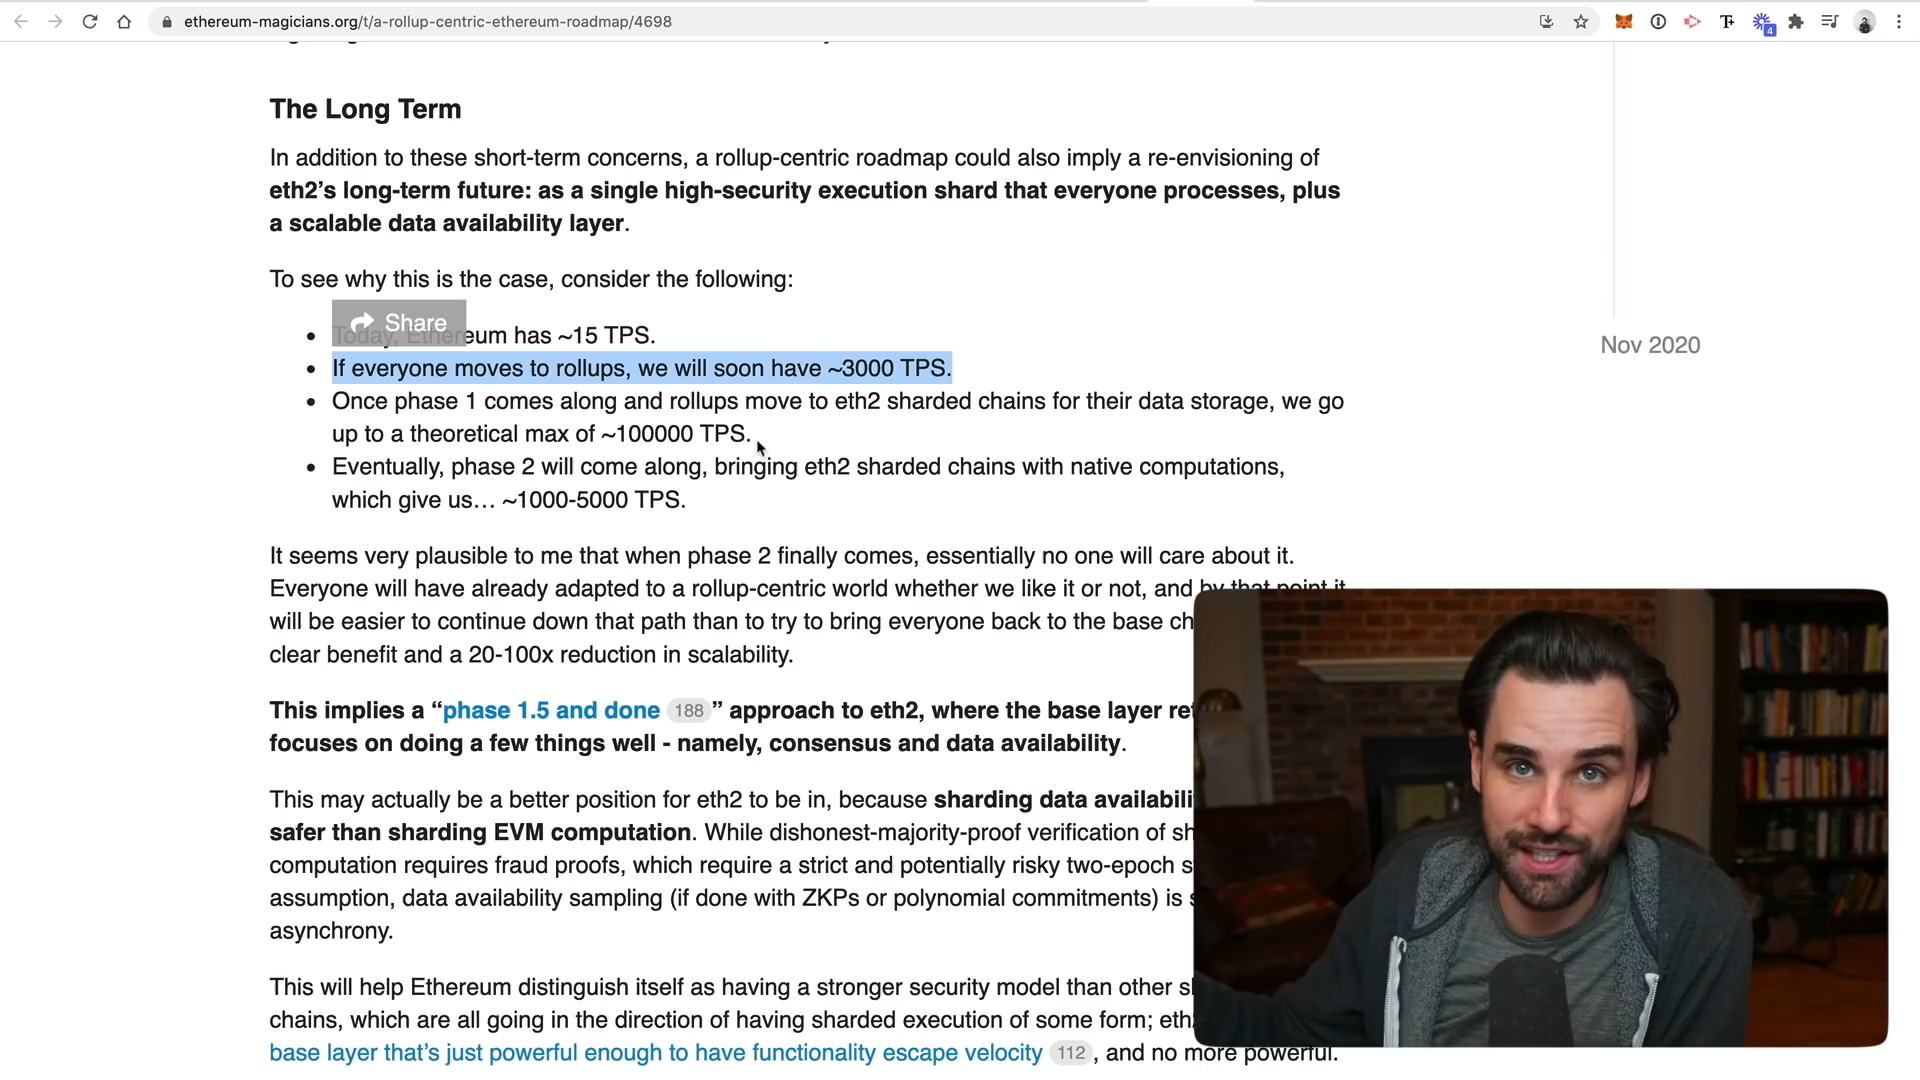 ethereum-magicians.org/t/a-rollup-centric-ethereum-roadmap/4698
4
The Long Term
In addition to these short-term concerns, a rollup-centric roadmap could also imply a re-envisioning of
eth2’s long-term future: as a single high-security execution shard that everyone processes, plus
a scalable data availability layer.
To see why this is the case, consider the following:
Share
• Today, Ethereum has ~15 TPS.
• If everyone moves to rollups, we will soon have ~3000 TPS.
Nov 2020
• Once phase 1 comes along and rollups move to eth2 sharded chains for their data storage, we go
up to a theoretical max of ~100000 TPS.
• Eventually, phase 2 will come along, bringing eth2 sharded chains with native computations,
which give us… ~1000-5000 TPS.
It seems very plausible to me that when phase 2 finally comes, essentially no one will care about it.
Everyone will have already adapted to a rollup-centric world whether we like it or not, and by that point it
will be easier to continue down that path than to try to bring everyone back to the base
clear benefit and a 20-100x reduction in scalability.
This implies a “phase 1.5 and done 188” approach to eth2, where the base layer
focuses on doing a few things well - namely, consensus and data availability.
This may actually be a better position for eth2 to be in, because sharding data
safer than sharding EVM computation. While dishonest-majority-proof verification of
computation requires fraud proofs, which require a strict and potentially risky two-epoch
assumption, data availability sampling (if done with ZKPs or polynomial commitments) is
asynchrony.
This will help Ethereum distinguish itself as having a stronger security model than other
chains, which are all going in the direction of having sharded execution of some form;
base layer that’s just powerful enough to have functionality escape velocity 112, and no more powerful.